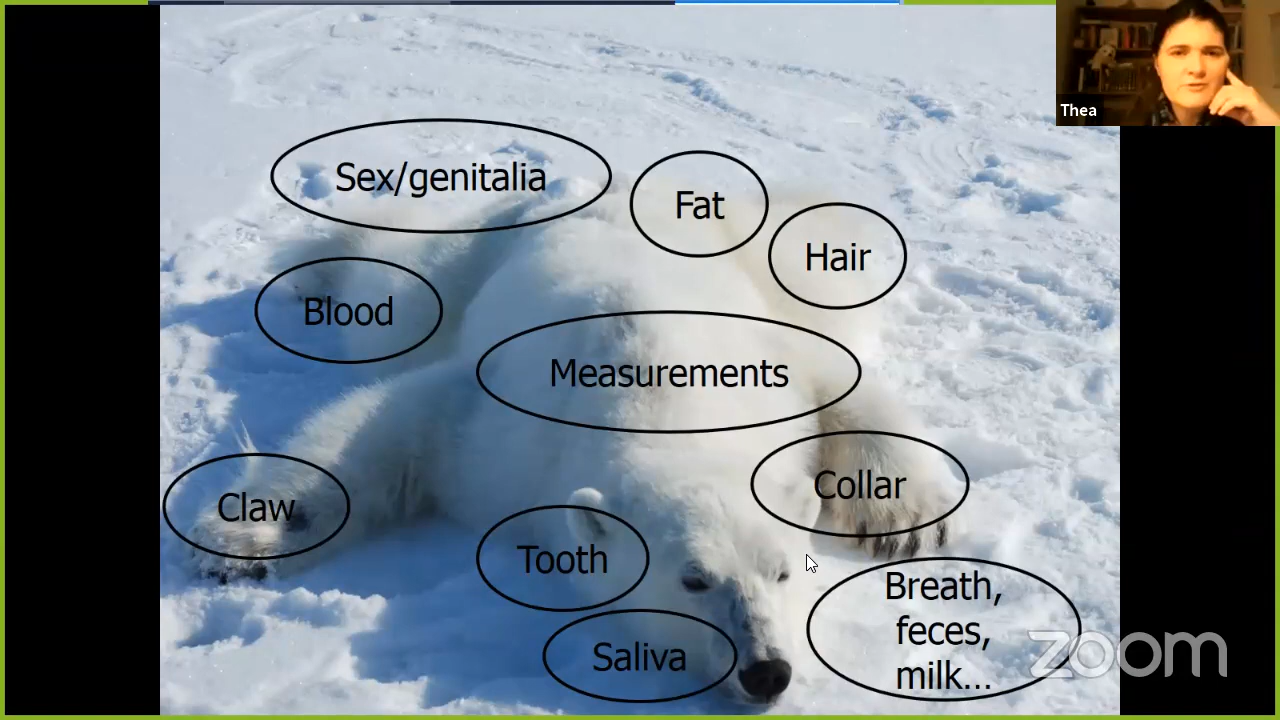 Thea
Sex/genitalia
Fat
Hair
Blood
Measurements
Collar
Claw
Tooth
Breath,
feces,
milk...
Saliva
zoom